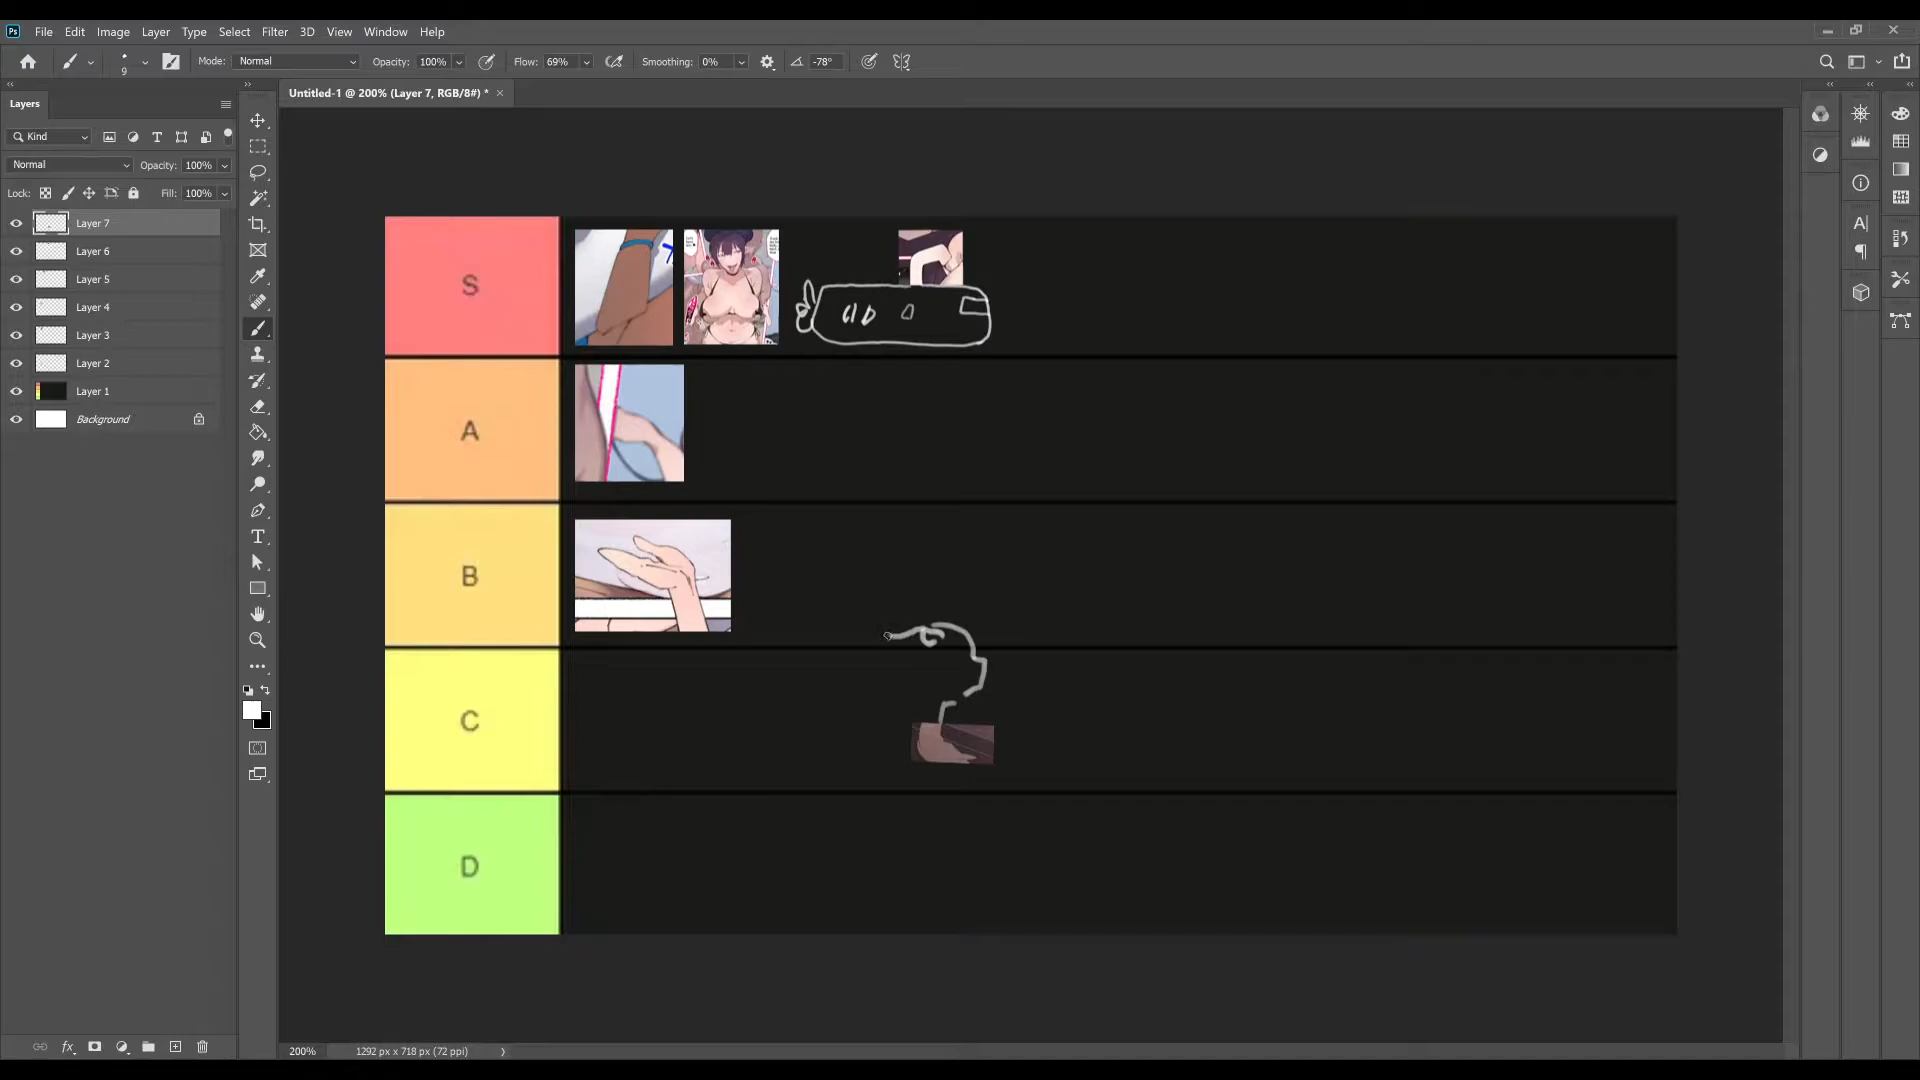 Ps File Edit Image Layer Type Select Filter 3D View Window Help
9 Mode: Normal Opacity: 100% Flow: 69% Smoothing: 0% -78°
Layers
Untitled-1 @ 200% (Layer 7, RGB/8#) * ×
Kind
Normal Opacity: 100%
Lock: Fill: 100%
Layer 7
Layer 6
Layer 5
Layer 4
Layer 3
Layer 2
Layer 1
Background
S
A
B
C
D
200% 1292 px x 718 px (72 ppi)